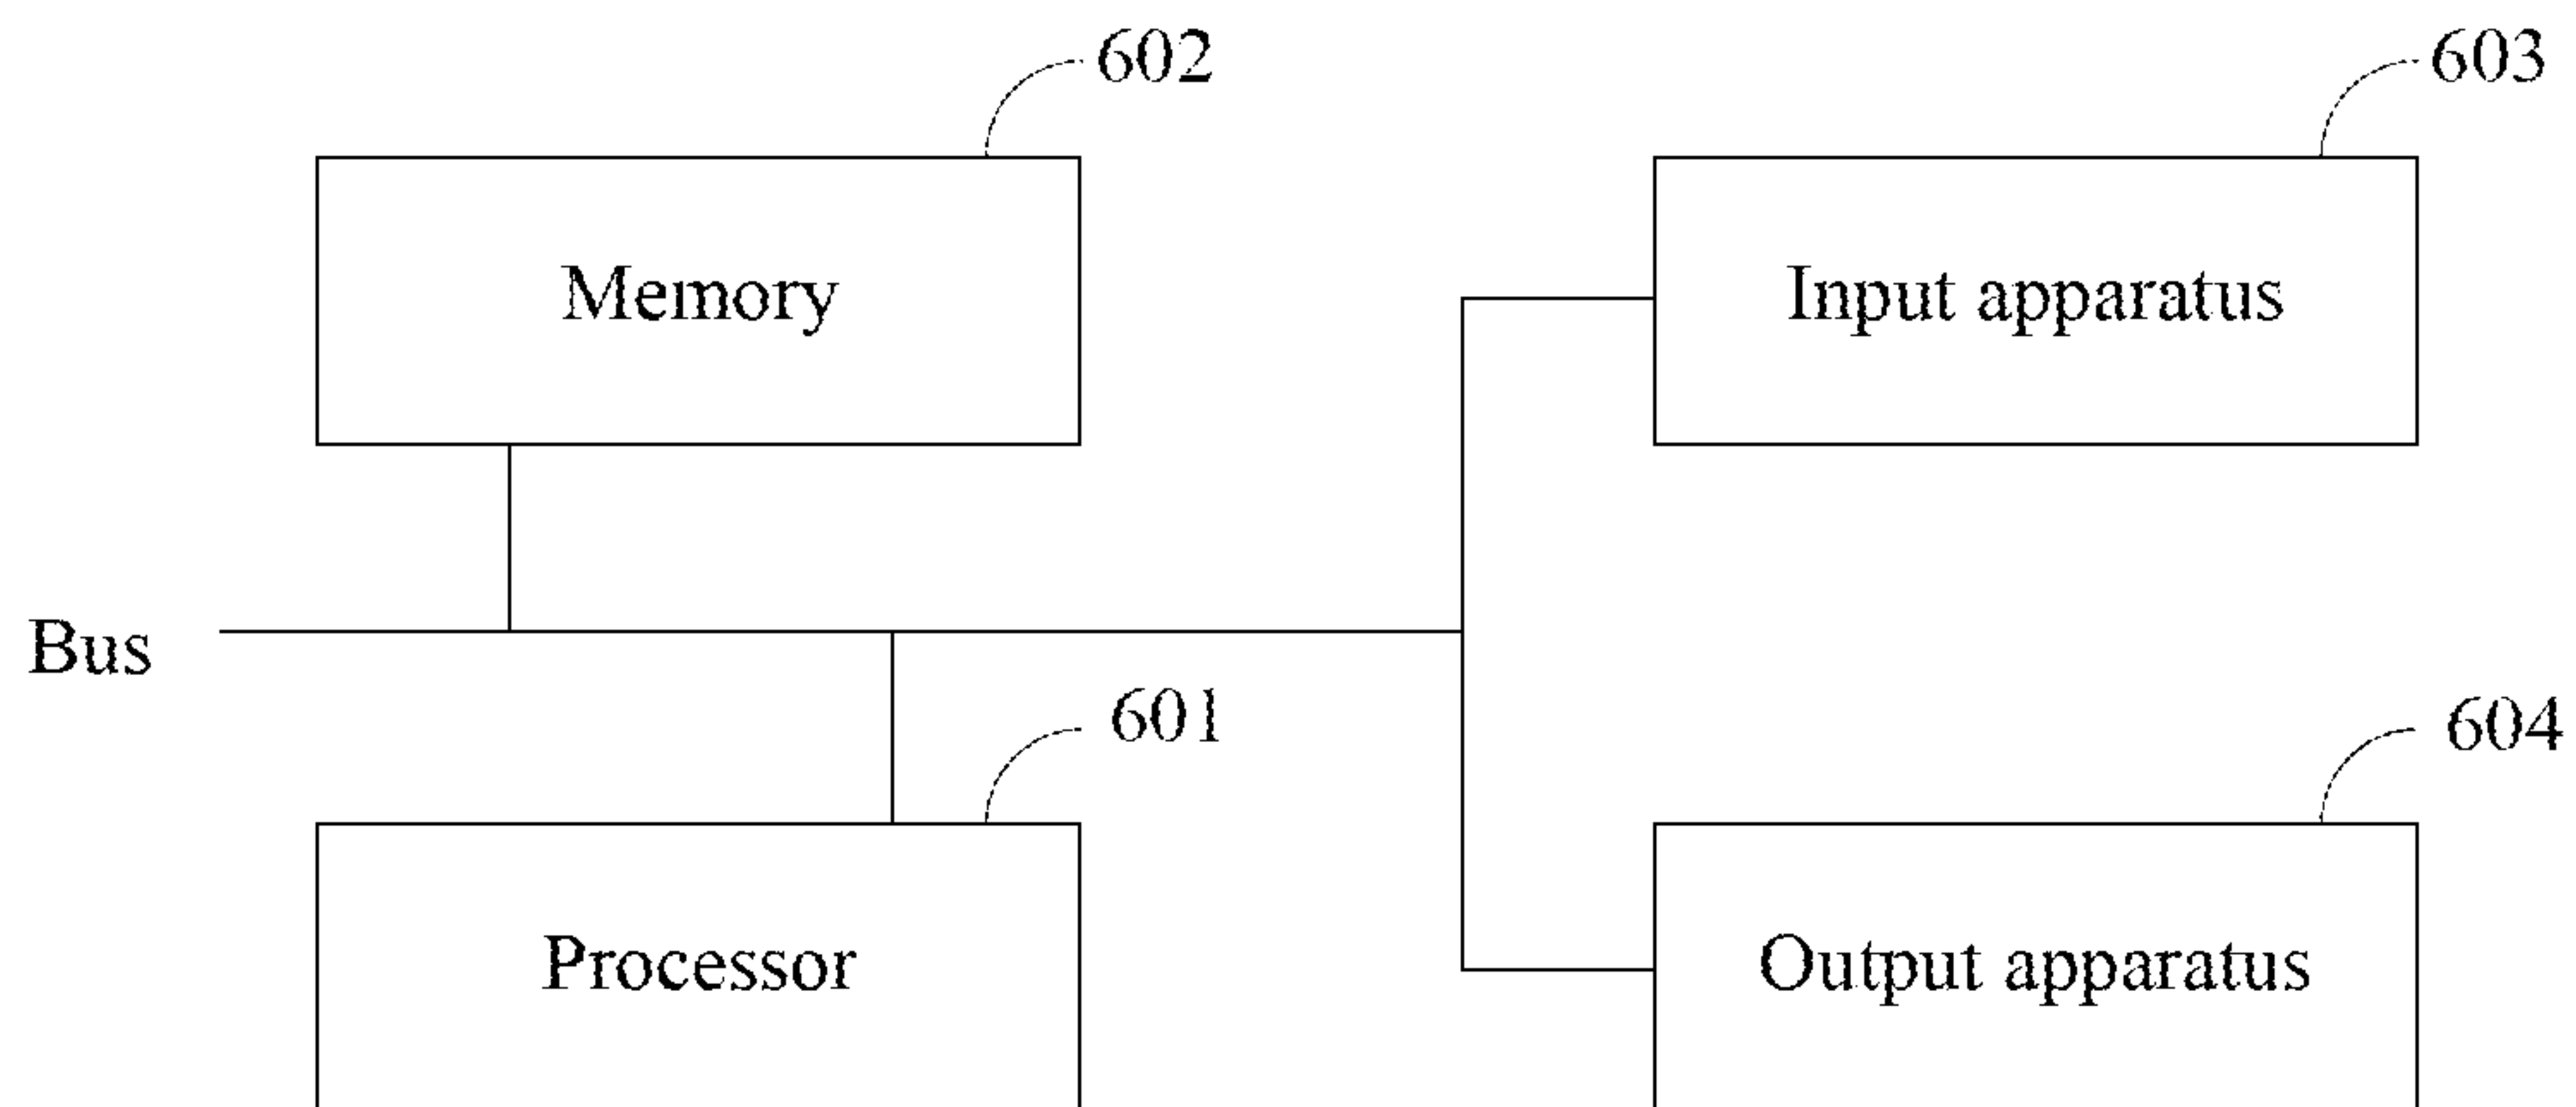 602
603
Memory
Input apparatus
Bus
601
604
Processor
Output apparatus